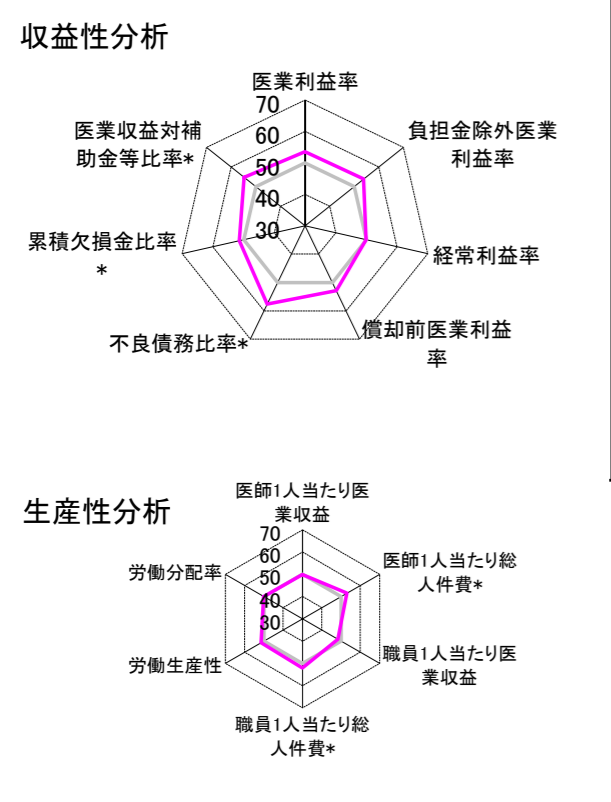 収益性分析
医業利益率
70
60
50
40
30
負担金除外医業
利益率
経常利益率
償却前医業利益
率
不良債務比率*
累積欠損金比率
*
医業収益対補
助金等比率*
生産性分析
医師1人当たり医
業収益
70
60
50
40
30
医師1人当たり総
人件費*
職員1人当たり医
業収益
職員1人当たり総
人件費*
労働生産性
労働分配率